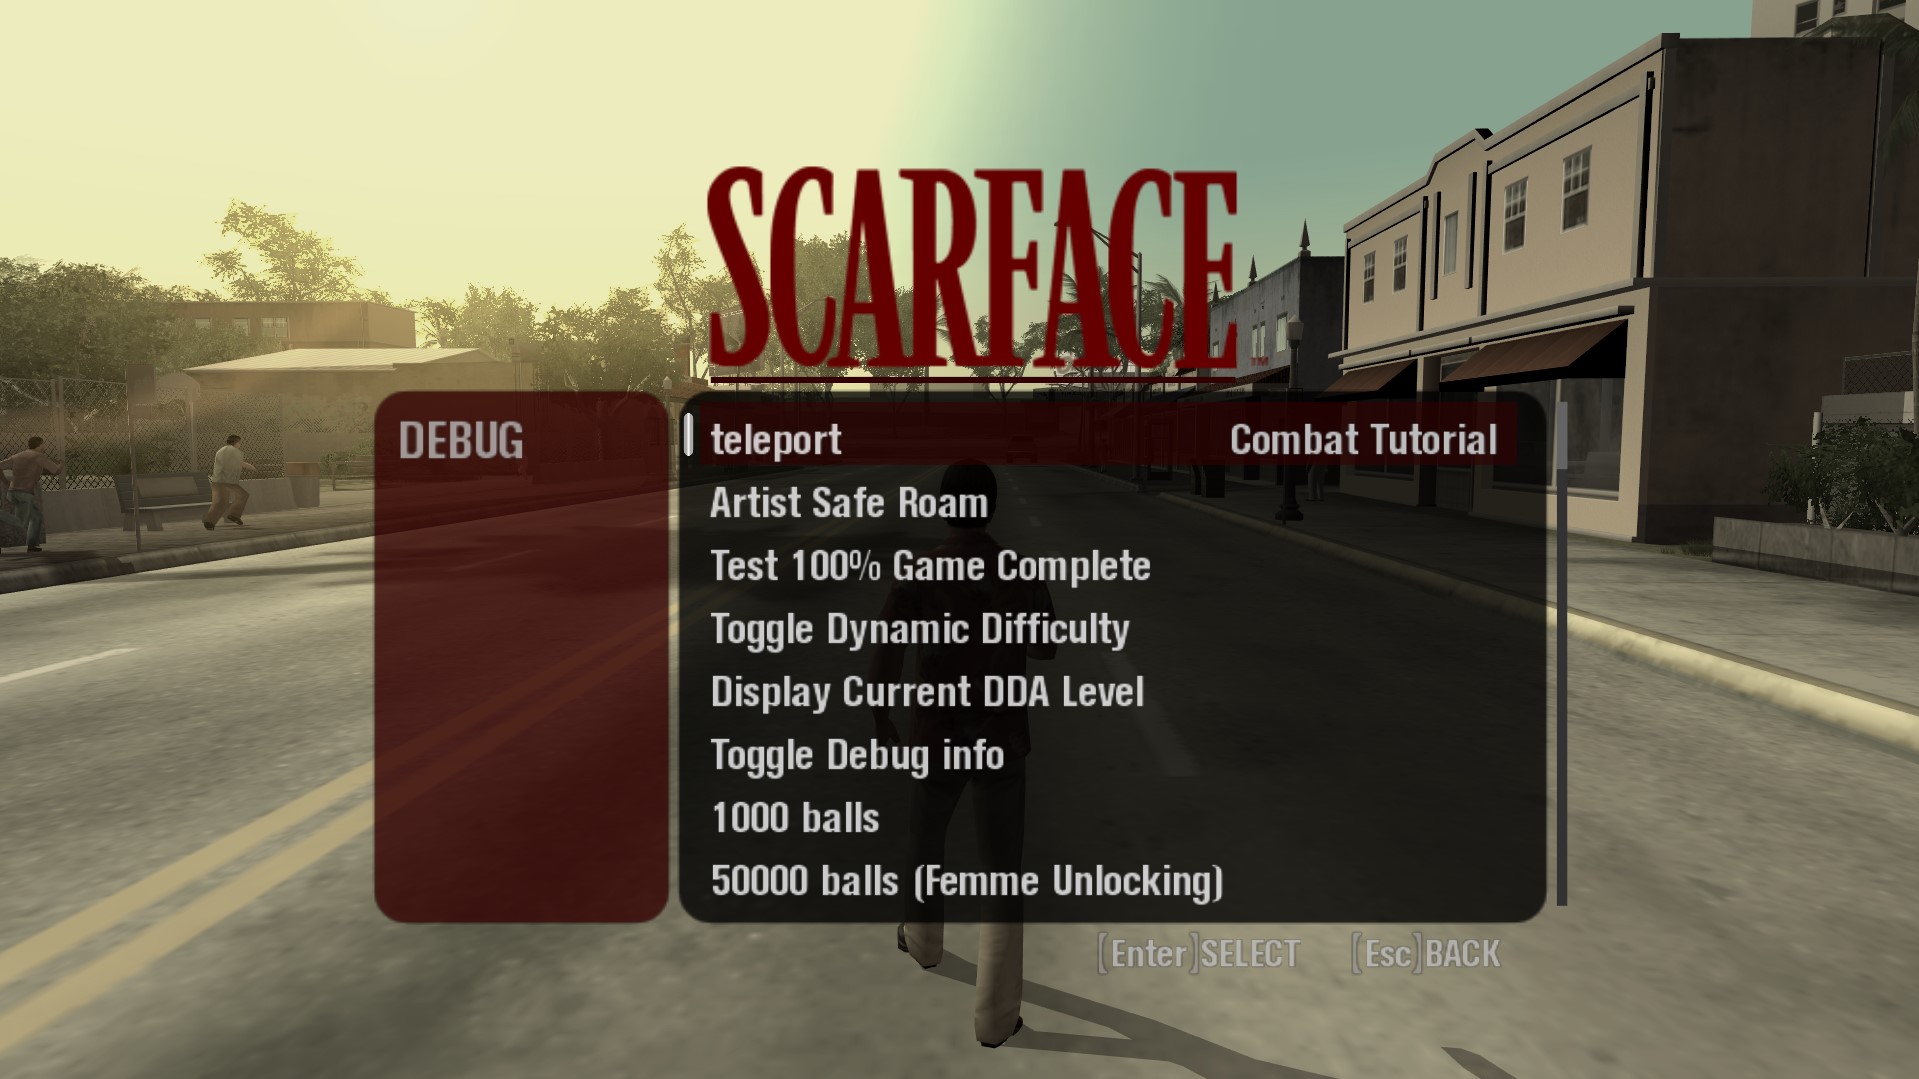 SCARFACE
DEBUG
teleport Combat Tutorial
Artist Safe Roam
Test 100% Game Complete
Toggle Dynamic Difficulty
Display Current DDA Level
Toggle Debug info
1000 balls
50000 balls (Femme Unlocking)
[Enter]SELECT [Esc]BACK